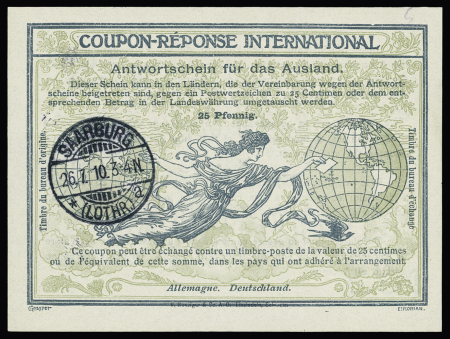 COUPON-RÉPONSE INTERNATIONAL
Antwortschein für das Ausland.
Dieser Schein kann in den Ländern, die der Vereinbarung wegen der Antwort-
scheine beigetreten sind, gegen ein Postwertzeichen zu 25 Centimen oder dem ent-
sprechenden Betrag in der Landeswährung umgetauscht werden.
25 Pfennig.
Timbre du bureau d'origine.
SAARBURG
26.7.10.3-4N.
* (LOTHR) a
Timbre du bureau d'échange
Ce coupon peut être échangé contre un timbre-poste de la valeur de 25 centimes
ou de l'équivalent de cette somme, dans les pays qui ont adhéré à l'arrangement
Allemagne. Deutschland.